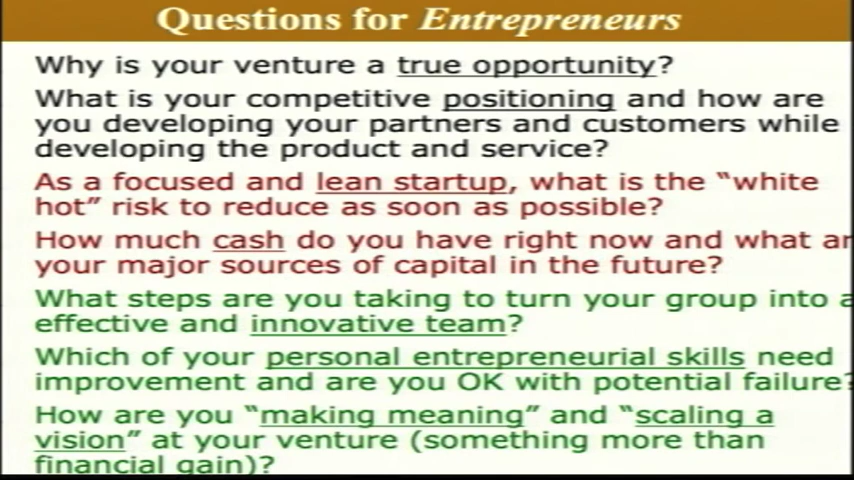 Questions for Entrepreneurs
Why is your venture a true opportunity?
What is your competitive positioning and how are
you developing your partners and customers while
developing the product and service?
As a focused and lean startup, what is the “white
hot” risk to reduce as soon as possible?
How much cash do you have right now and what ar
your major sources of capital in the future?
What steps are you taking to turn your group into a
effective and innovative team?
Which of your personal entrepreneurial skills need
improvement and are you OK with potential failure?
How are you “making meaning” and “scaling a
vision” at your venture (something more than
financial gain)?